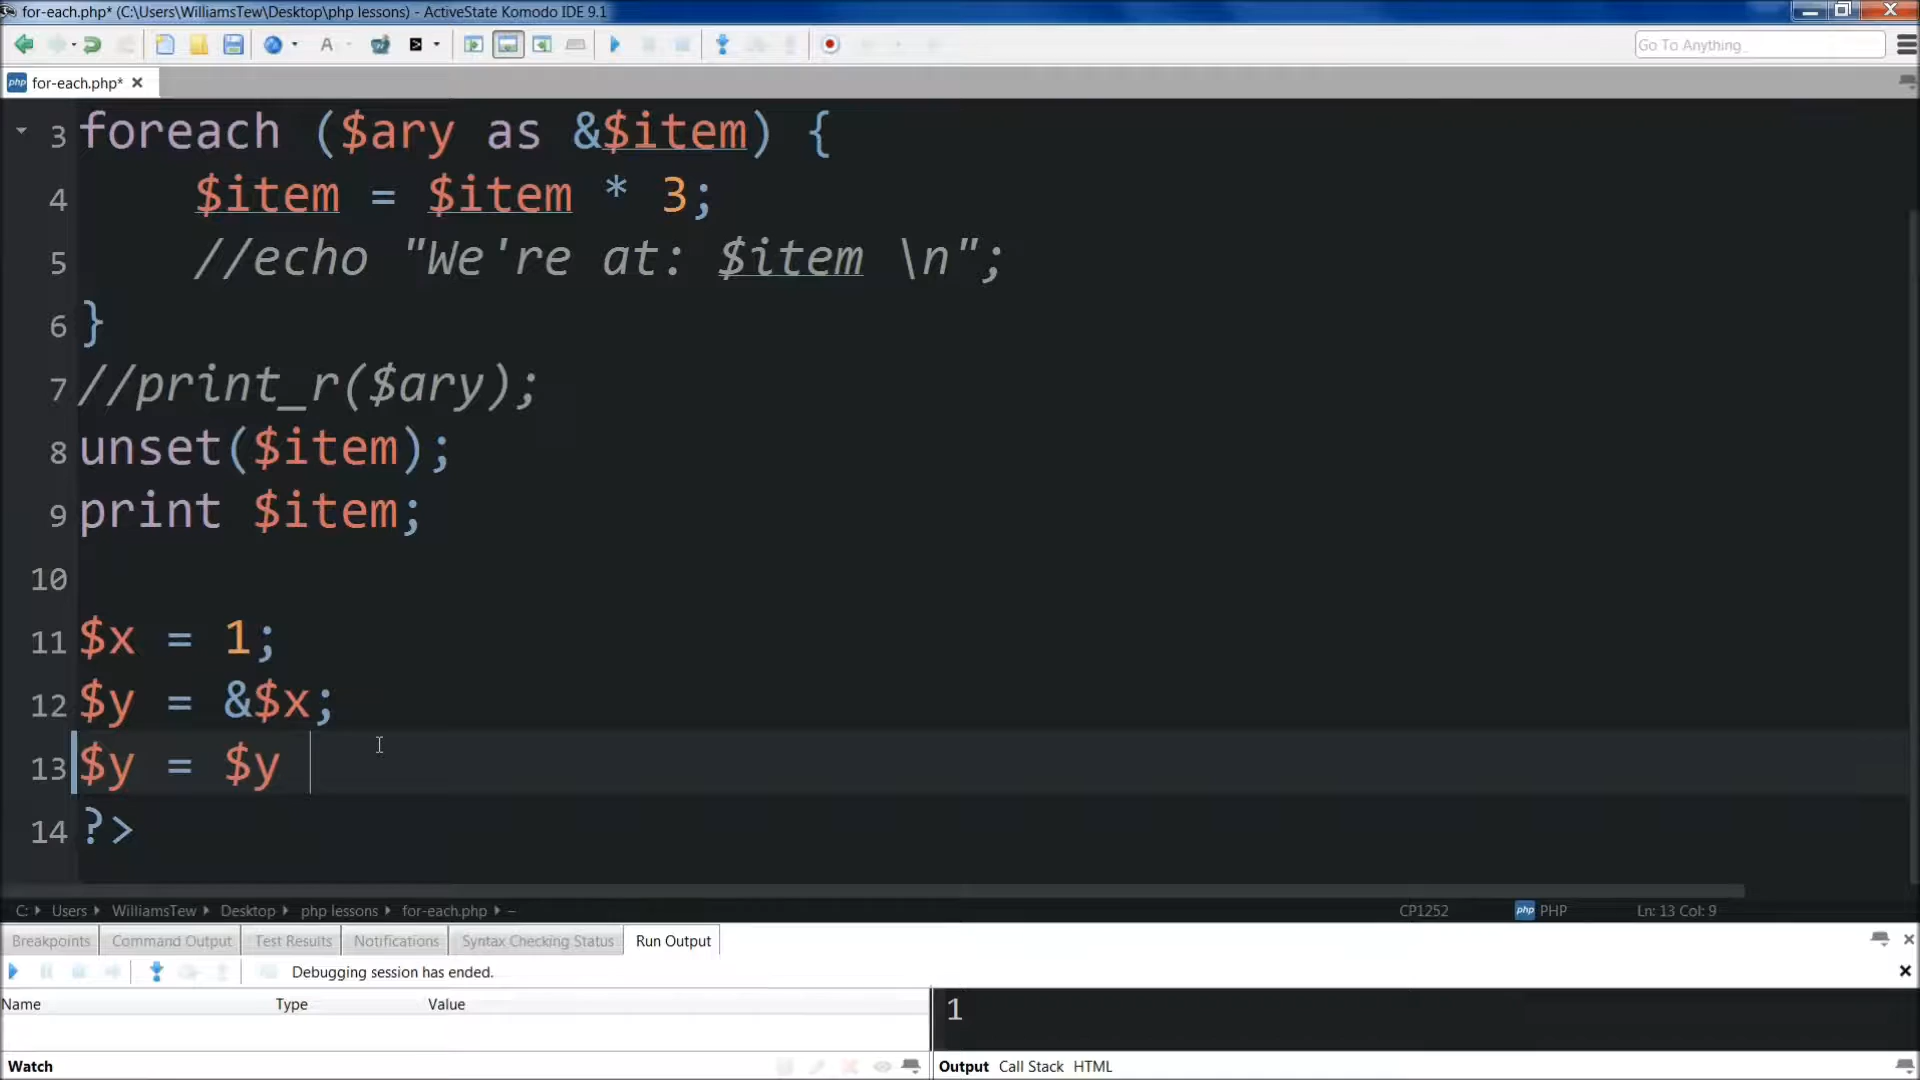 for-each.php* (C:\Users\WilliamsTew\Desktop\php lessons) - ActiveState Komodo IDE 9.1
Go To Anything
php for-each.php*
3 foreach ($ary as &$item) {
4 $item = $item * 3;
5 //echo "We're at: $item \n";
6 }
7 //print_r($ary);
8 unset($item);
9 print $item;
10
11 $x = 1;
12 $y = &$x;
13 $y = $y
14 ?>
C: Users WilliamsTew Desktop php lessons for-each.php – CP1252 php PHP Ln: 13 Col: 9
Breakpoints Command Output Test Results Notifications Syntax Checking Status Run Output
Debugging session has ended.
Name Type Value
1
Watch Output Call Stack HTML